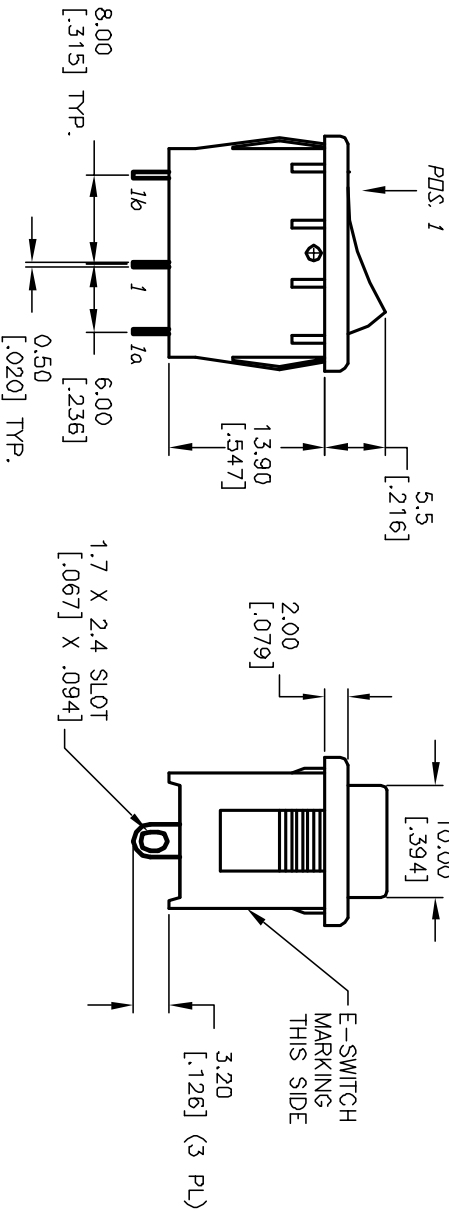 POS. 1
5.5
[.216]
13.90
[.547]
8.00
[.315] TYP.
1b
1
1a
6.00
[.236]
0.50
[.020] TYP.
10.00
[.394]
2.00
[.079]
E-SWITCH
MARKING
THIS SIDE
1.7 X 2.4 SLOT
[.067] X .094]
3.20
[.126] (3 PL)